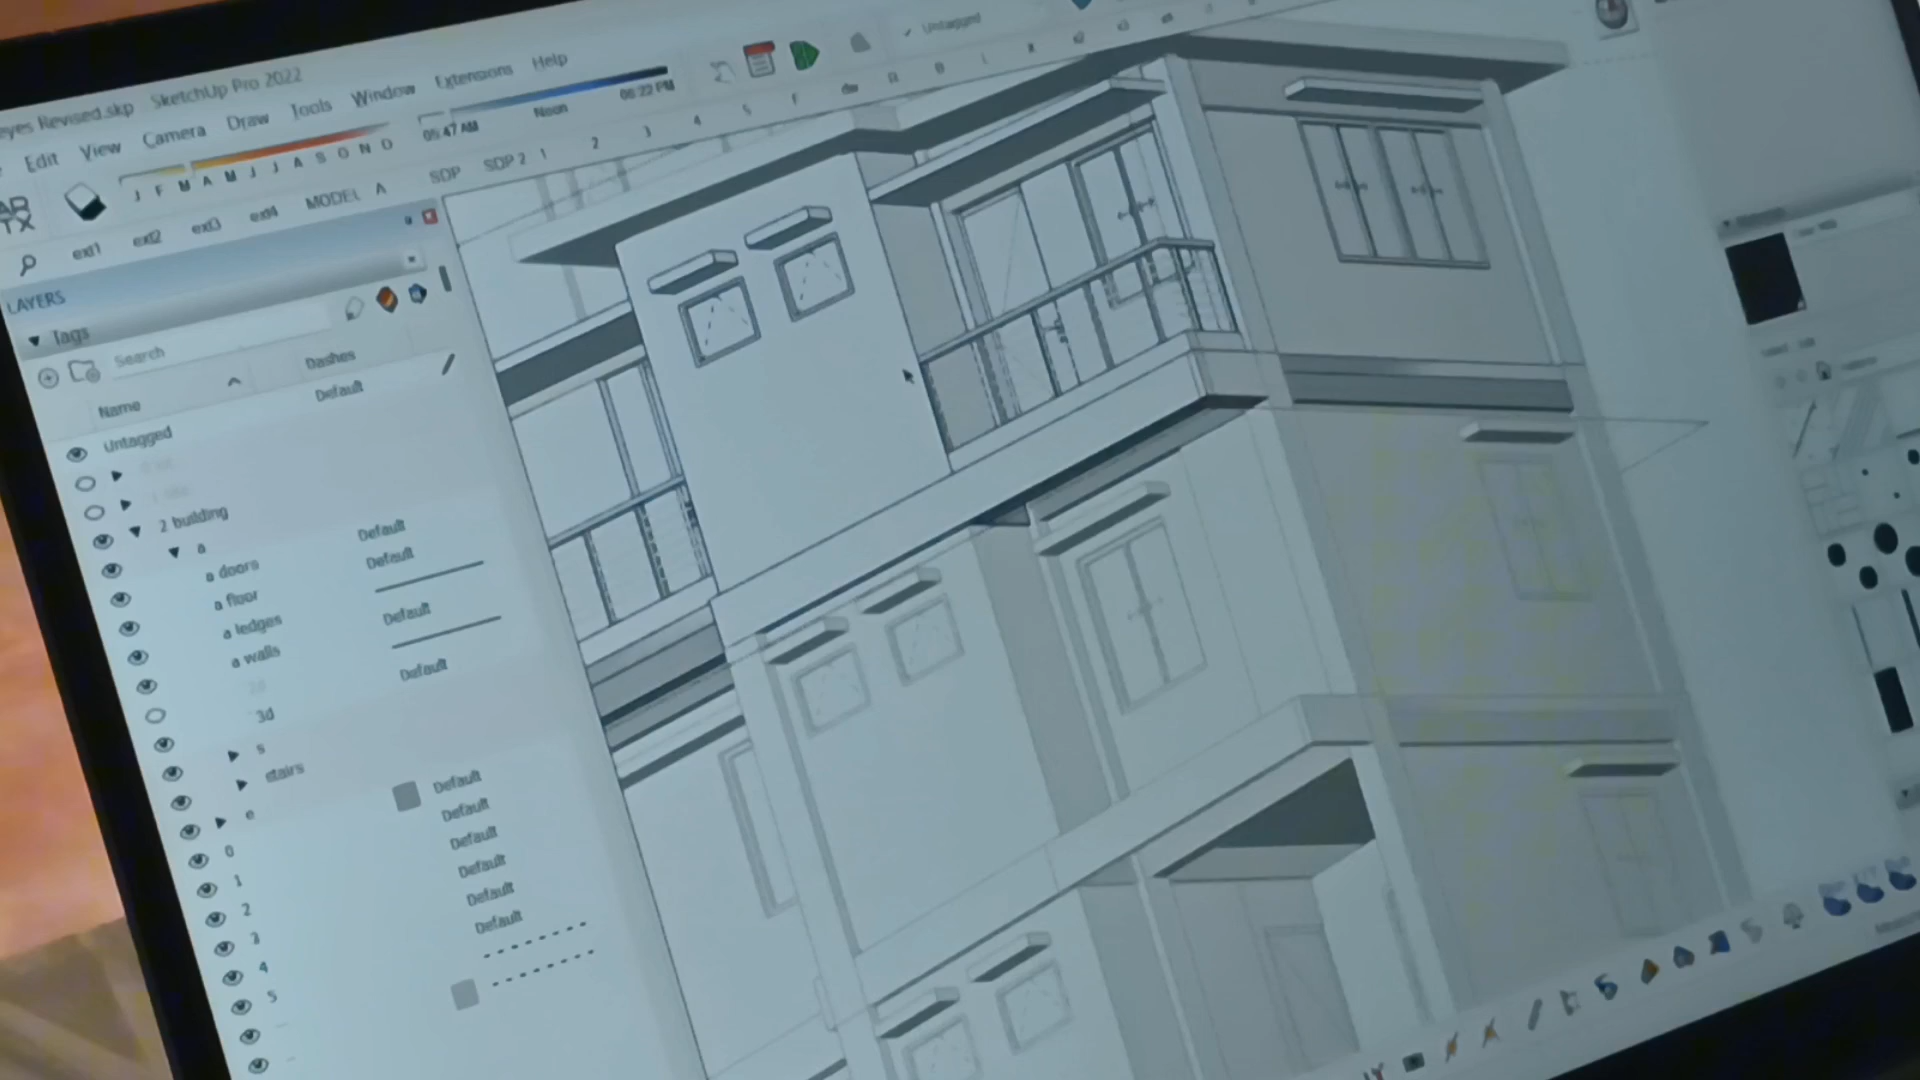 eyes Revised.skp SketchUp Pro 2022
Edit View Camera Draw Tools Window Extensions Help
J F M A M J J A S O N D
05:47 AM Noon 06:22 PM
Untagged
ext1 ext2 ext3 ext4 MODEL A SDP SDP 2 1 2 3 4 5
LAYERS
Tags
Search
Name Dashes
Untagged Default
2 building
a Default
a doors Default
a floor
a ledges Default
a walls
2d Default
3d
s
stairs
e Default
0 Default
1 Default
2 Default
3 Default
4 Default
5